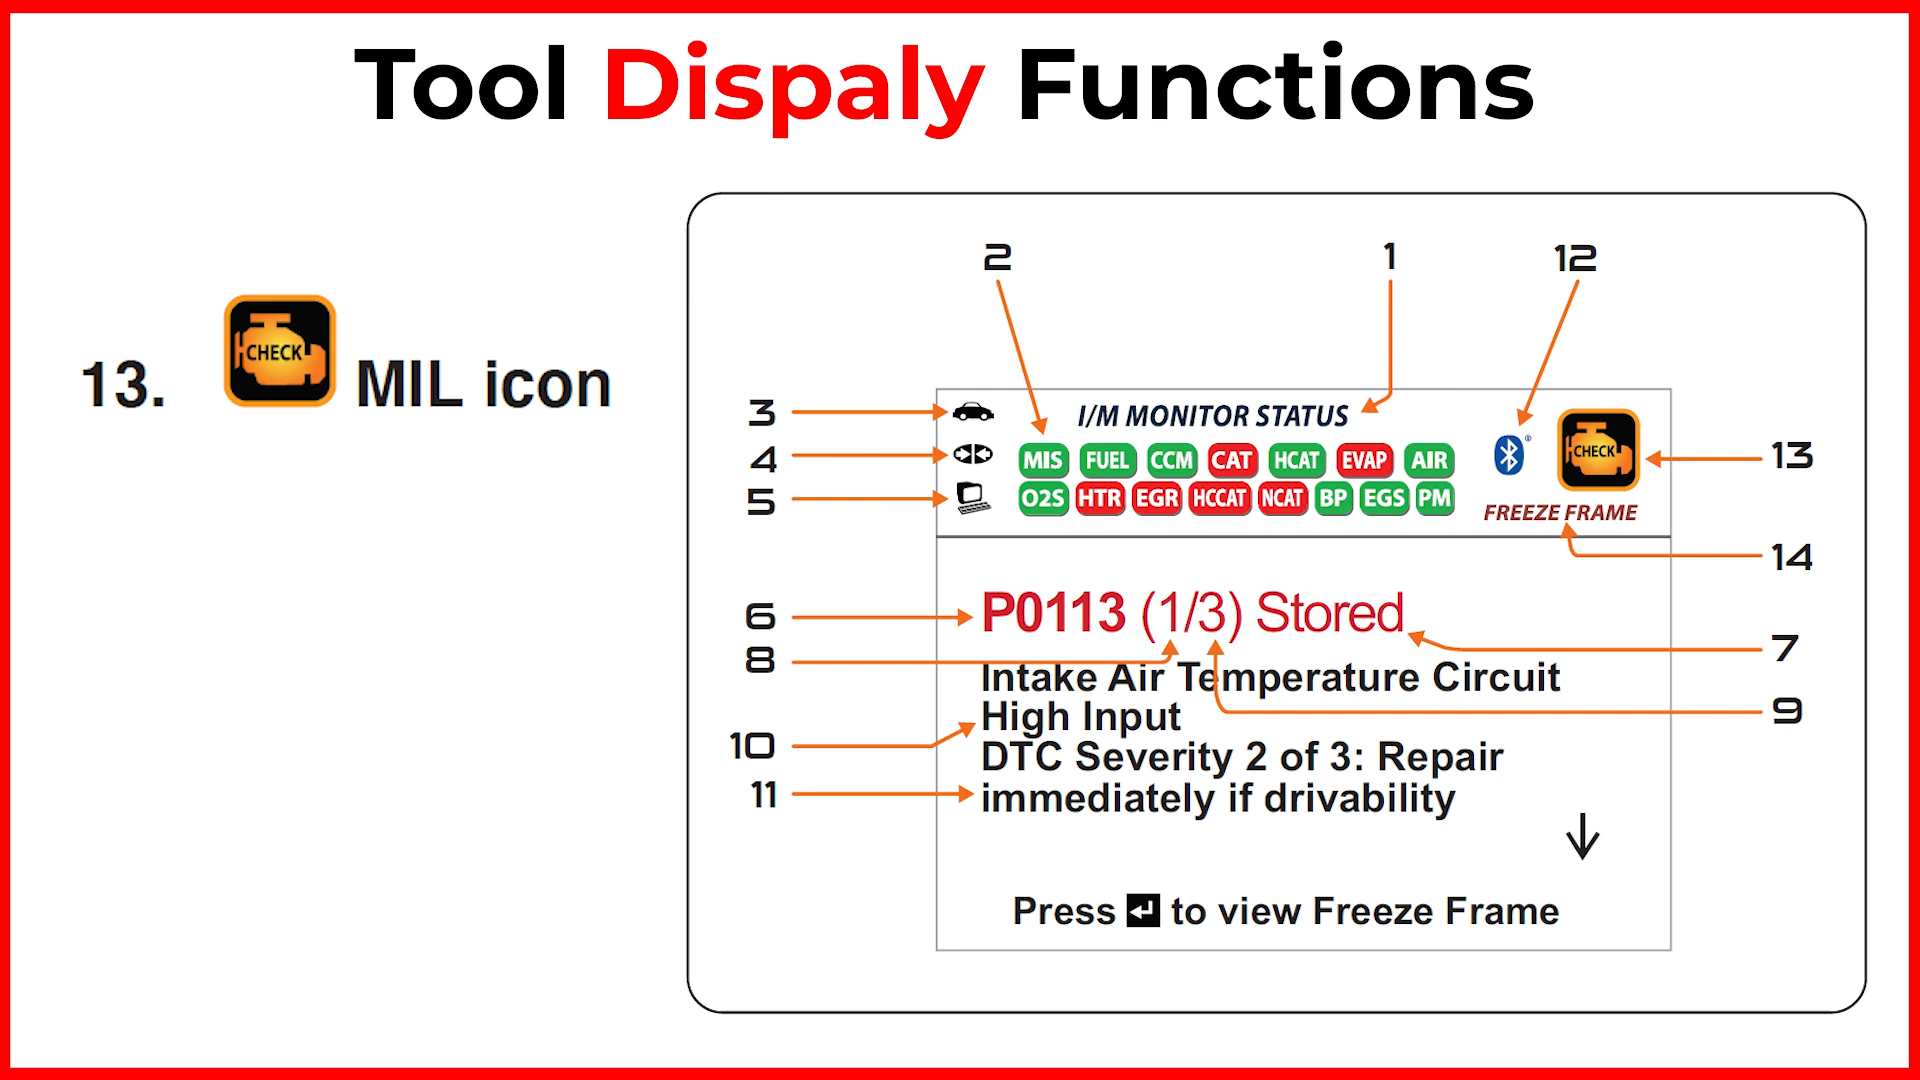 Tool Dispaly Functions
13. CHECK MIL icon
2 1 12
3 I/M MONITOR STATUS
4 MIS FUEL CCM CAT HCAT EVAP AIR ® CHECK 13
5 O2S HTR EGR HCCAT NCAT BP EGS PM FREEZE FRAME
14
6 P0113 (1/3) Stored
7
8 Intake Air Temperature Circuit
High Input 9
10 DTC Severity 2 of 3: Repair
11 immediately if drivability
Press to view Freeze Frame